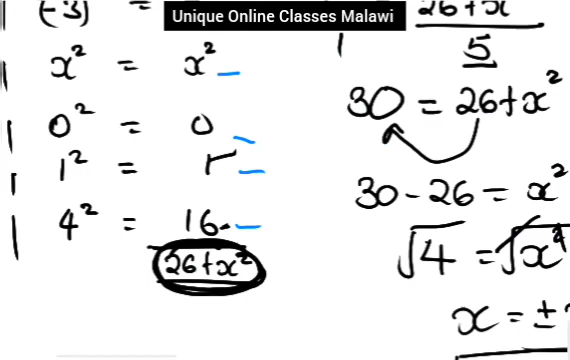 Unique Online Classes Malawi
(-3) =
x² = x²
0² = 0
1² = 1
4² = 16
26+x²
26+x
5
30 = 26+x²
30-26 = x²
√4 = √x²
x = ±